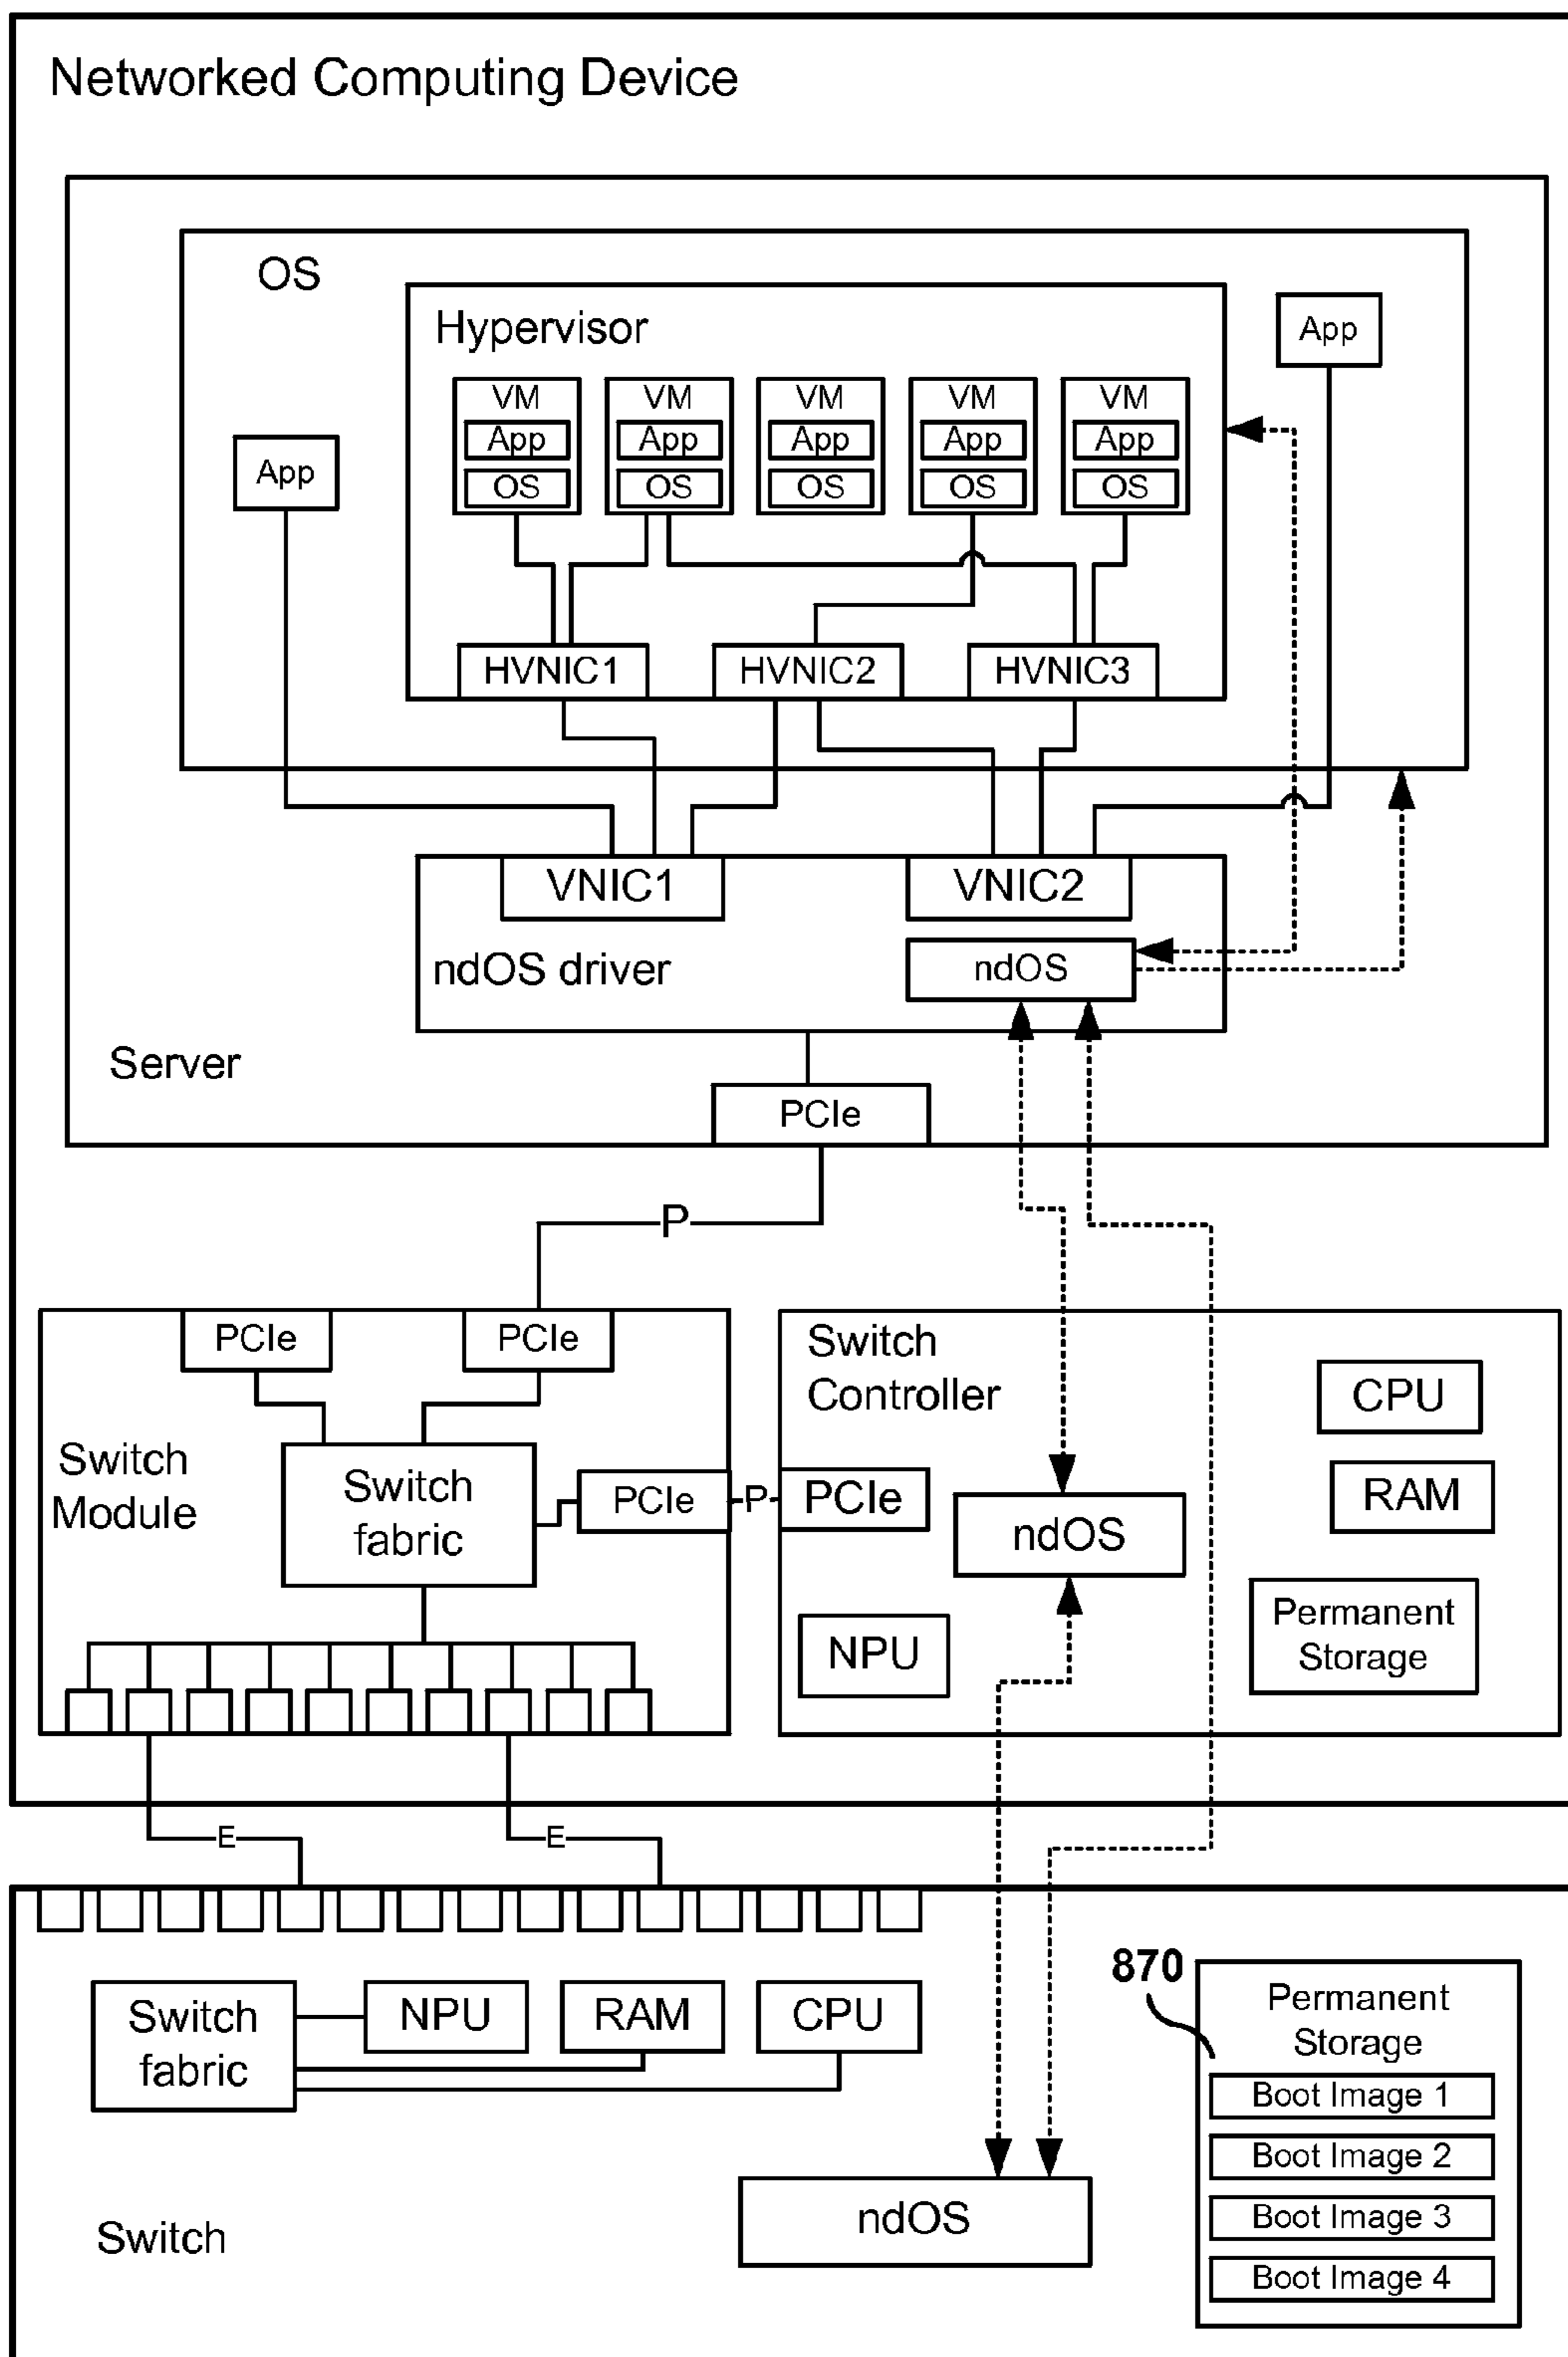 Networked Computing Device
OS
Hypervisor
App
VM
VM
VM
VM
VM
App
App
App
App
App
App
OS
OS
OS
OS
OS
HVNIC1
HVNIC2
HVNIC3
VNIC1
VNIC2
ndOS driver
ndOS
Server
PCIe
P
PCIe
PCIe
Switch
Controller
CPU
Switch
Module
Switch
fabric
PCIe
P
PCIe
RAM
ndOS
NPU
Permanent
Storage
E
E
870
Permanent
Storage
Switch
fabric
NPU
RAM
CPU
Boot Image 1
Boot Image 2
Boot Image 3
Boot Image 4
ndOS
Switch